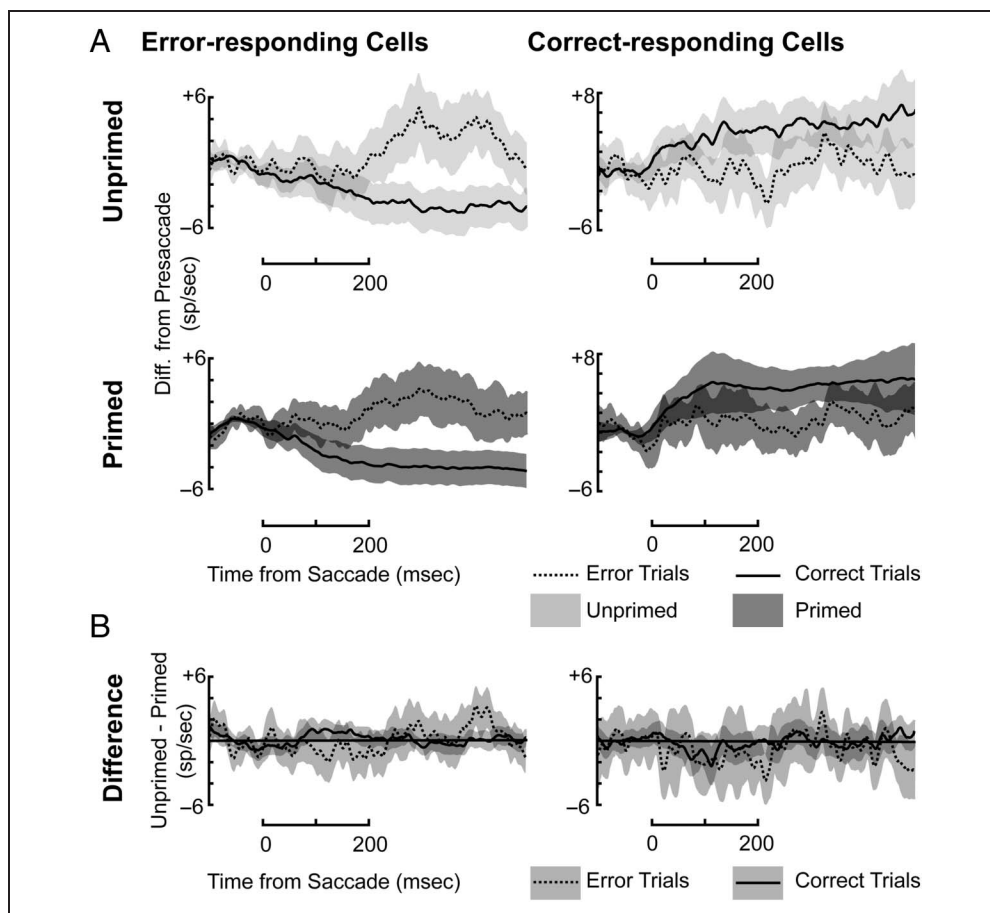 A
Error-responding Cells
Correct-responding Cells
Unprimed
+6
−6
+8
−6
0
200
0
200
Diff. from Presaccade
(sp/sec)
Primed
+6
−6
+8
−6
0
200
0
200
Time from Saccade (msec)
Error Trials
Correct Trials
Unprimed
Primed
B
Difference
Unprimed - Primed
(sp/sec)
+6
−6
+6
−6
0
200
0
200
Time from Saccade (msec)
Error Trials
Correct Trials